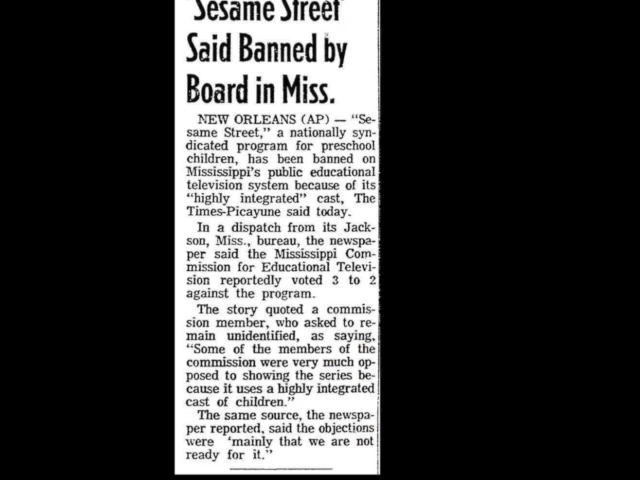 'Sesame Street'
Said Banned by
Board in Miss.
NEW ORLEANS (AP) — "Se-
same Street," a nationally syn-
dicated program for preschool
children, has been banned on
Mississippi's public educational
television system because of its
"highly integrated" cast, The
Times-Picayune said today.
In a dispatch from its Jack-
son, Miss., bureau, the newspa-
per said the Mississippi Com-
mission for Educational Televi-
sion reportedly voted 3 to 2
against the program.
The story quoted a commis-
sion member, who asked to re-
main unidentified, as saying,
"Some of the members of the
commission were very much op-
posed to showing the series be-
cause it uses a highly integrated
cast of children."
The same source, the newspa-
per reported, said the objections
were 'mainly that we are not
ready for it."